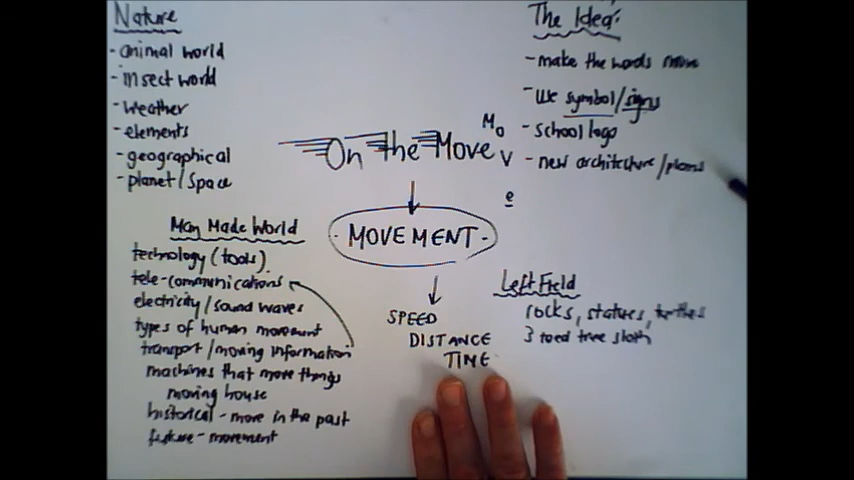 Nature
- animal world
- insect world
- weather
- elements
- geographical
- planet/space
The Idea:
- make the words move
- use symbol/signs
- school logo
- new architecture/plans
On the Move
Move
MOVEMENT
SPEED
DISTANCE
TIME
Man Made World
technology (tools)
tele-communications
electricity/sound waves
types of human movement
transport/moving information
machines that move things
moving house
historical - move in the past
future - movement
Left Field
rocks, statues, turtles
3 toed tree sloth